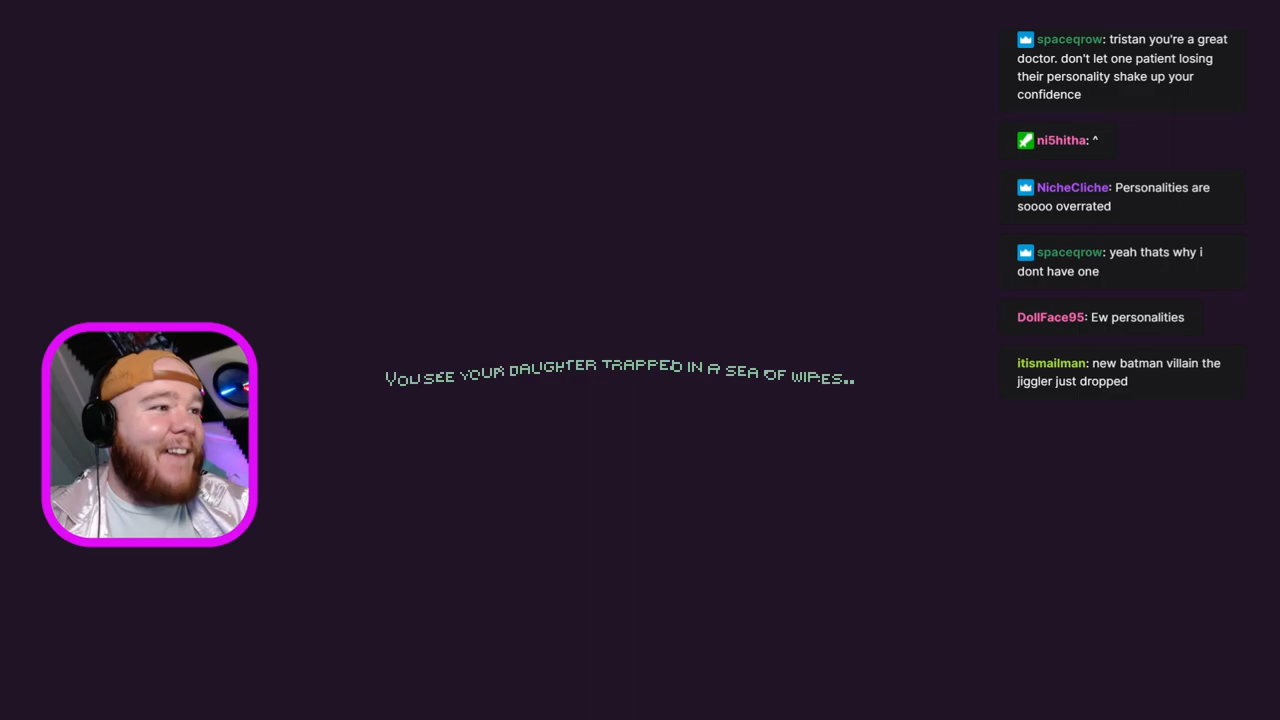 spaceqrow: tristan you're a great
doctor. don't let one patient losing
their personality shake up your
confidence
ni5hitha: ^
NicheCliche: Personalities are
soooo overrated
spaceqrow: yeah thats why i
dont have one
DollFace95: Ew personalities
itismailman: new batman villain the
jiggler just dropped
YOU SEE YOUR DAUGHTER TRAPPED IN A SEA OF WIRES..